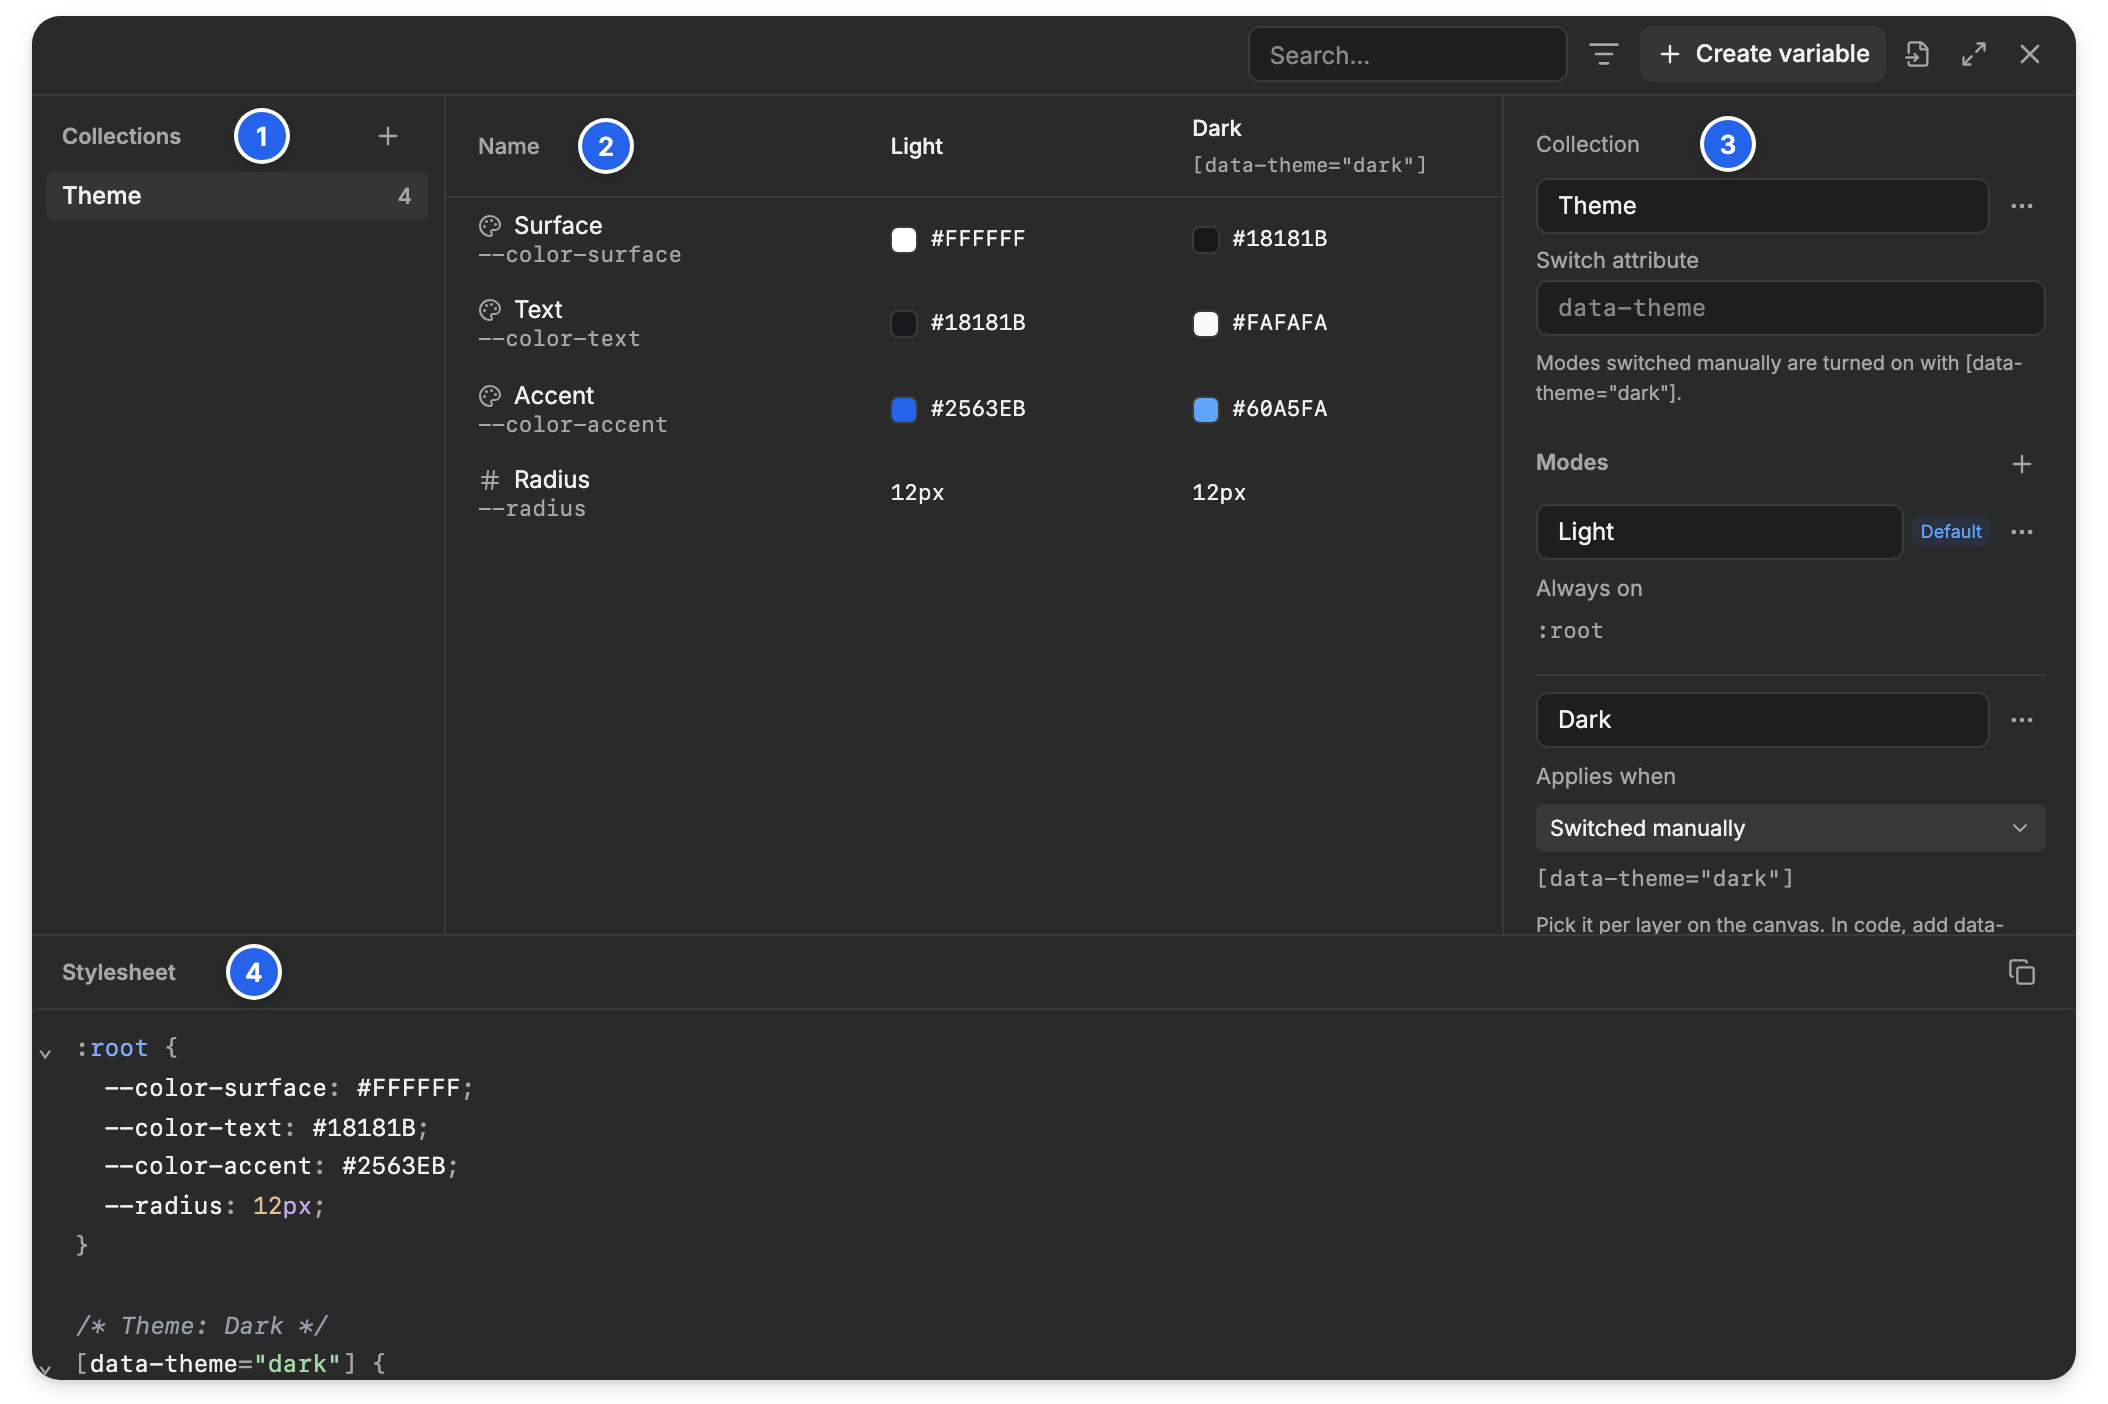 Search...
Create variable
Collections
1
Theme
4
Name
2
Light
Dark
[data-theme="dark"]
Surface
--color-surface
#FFFFFF
#18181B
Text
--color-text
#18181B
#FAFAFA
Accent
--color-accent
#2563EB
#60A5FA
Radius
--radius
12px
12px
Collection
3
Theme
Switch attribute
data-theme
Modes switched manually are turned on with [data-
theme="dark"].
Modes
Light
Default
Always on
:root
Dark
Applies when
Switched manually
[data-theme="dark"]
Pick it per layer on the canvas. In code, add data-
Stylesheet
4
:root {
--color-surface: #FFFFFF;
--color-text: #18181B;
--color-accent: #2563EB;
--radius: 12px;
}
/* Theme: Dark */
[data-theme="dark"] {